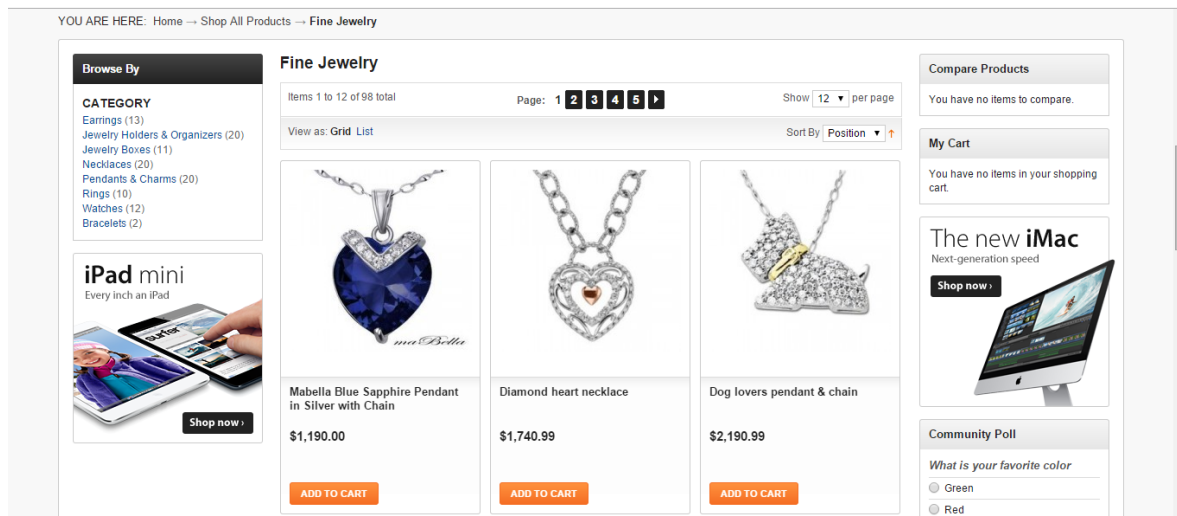 YOU ARE HERE: Home → Shop All Products → Fine Jewelry
Browse By
CATEGORY
Earrings (13)
Jewelry Holders & Organizers (20)
Jewelry Boxes (11)
Necklaces (20)
Pendants & Charms (20)
Rings (10)
Watches (12)
Bracelets (2)
iPad mini
Every inch an iPad
surfer
Shop now ›
Fine Jewelry
Items 1 to 12 of 98 total
Page: 1 2 3 4 5
Show 12 per page
View as: Grid List
Sort By Position
maBella
Mabella Blue Sapphire Pendant
in Silver with Chain
$1,190.00
ADD TO CART
Diamond heart necklace
$1,740.99
ADD TO CART
Dog lovers pendant & chain
$2,190.99
ADD TO CART
Compare Products
You have no items to compare.
My Cart
You have no items in your shopping
cart.
The new iMac
Next-generation speed
Shop now ›
Community Poll
What is your favorite color
Green
Red